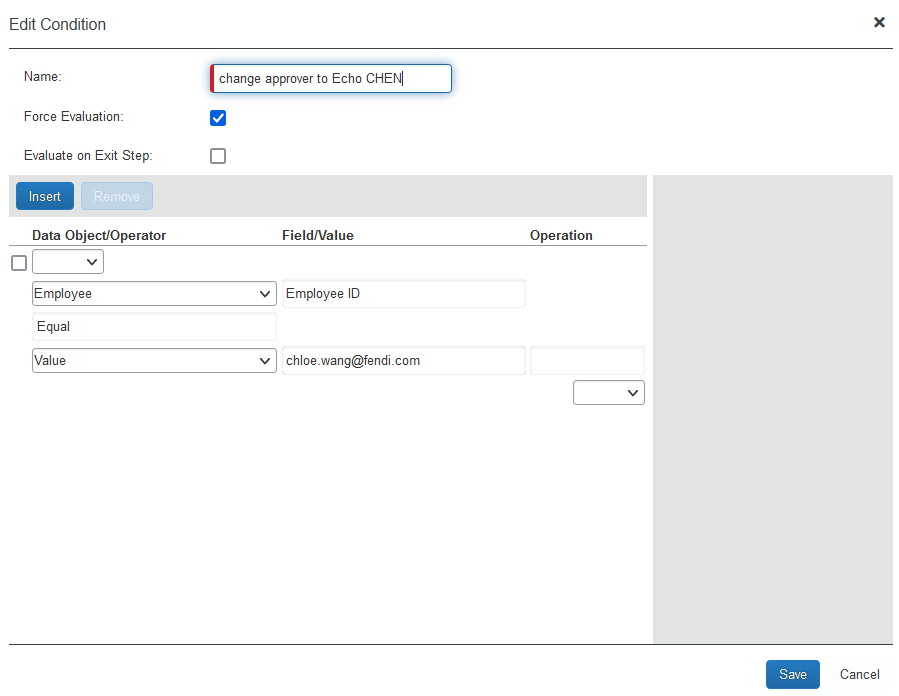 Edit Condition
Name:
change approver to Echo CHEN
Force Evaluation:
Evaluate on Exit Step:
Insert
Remove
Data Object/Operator
Field/Value
Operation
Employee
Employee ID
Equal
Value
chloe.wang@fendi.com
Save
Cancel